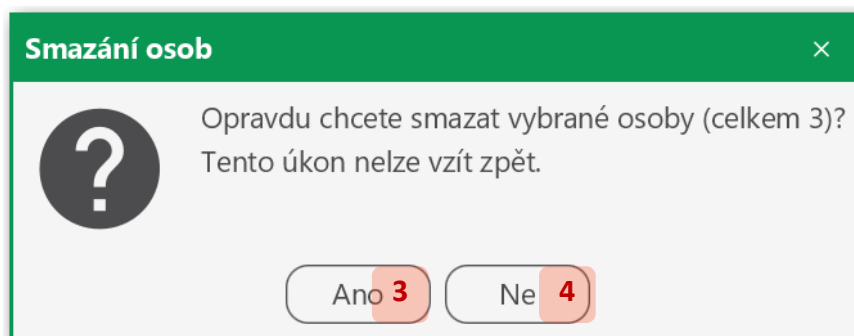 Smazání osob ×
Opravdu chcete smazat vybrané osoby (celkem 3)?
Tento úkon nelze vzít zpět.
Ano 3 Ne 4